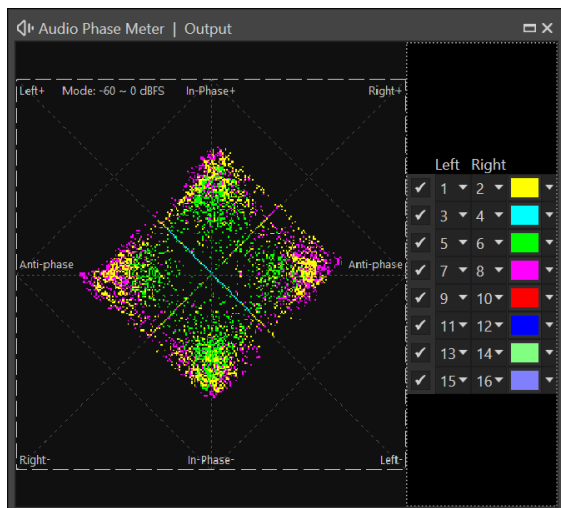 Audio Phase Meter | Output
Left+ Mode: -60 ~ 0 dBFS In-Phase+ Right+
Anti-phase Anti-phase
Right- In-Phase- Left-
Left Right
1 2
3 4
5 6
7 8
9 10
11 12
13 14
15 16